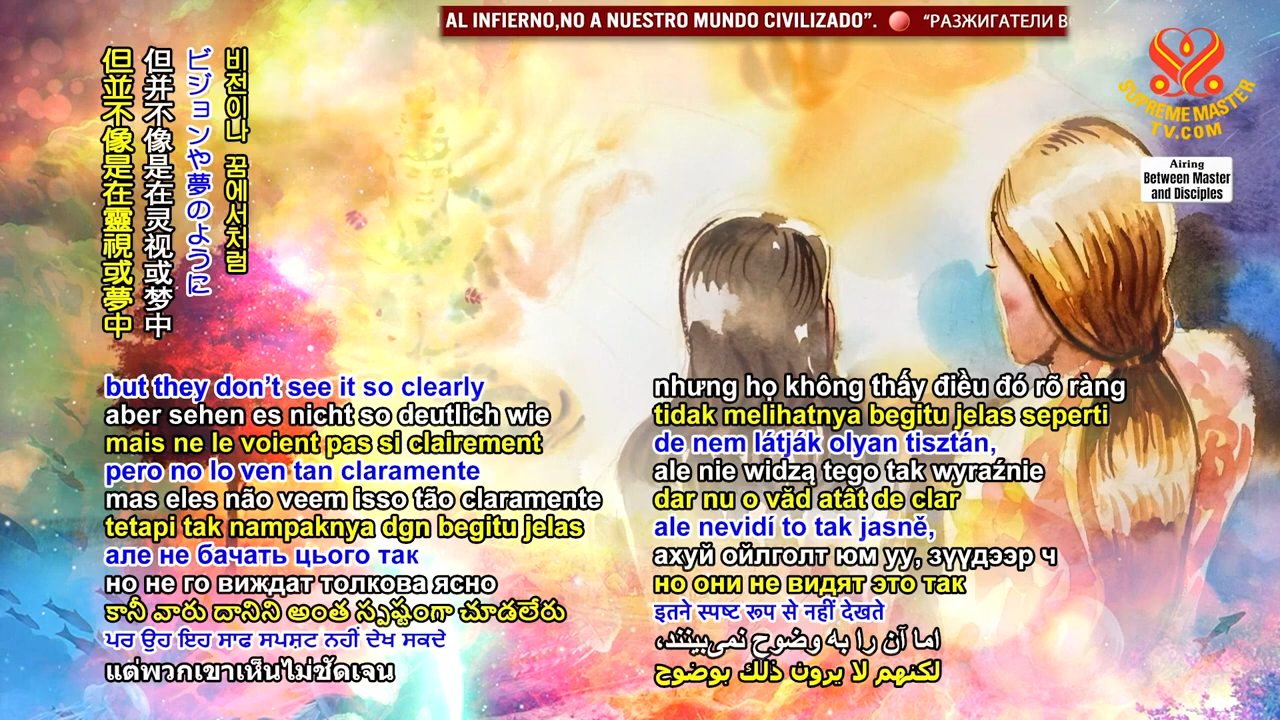 AL INFIERNO,NO A NUESTRO MUNDO CIVILIZADO”. “РАЗЖИГАТЕЛИ
SUPREME MASTER
TV.COM
Airing
Between Master
and Disciples
비전이나 꿈에서처럼
ビジョンや夢のように
但并不像是在灵视或梦中
但並不像是在靈視或夢中
but they don’t see it so clearly
aber sehen es nicht so deutlich wie
mais ne le voient pas si clairement
pero no lo ven tan claramente
mas eles não veem isso tão claramente
tetapi tak nampaknya dgn begitu jelas
але не бачать цього так
но не го виждат толкова ясно
కానీ వారు దానిని అంత స్పష్టంగా చూడలేరు
ਪਰ ਉਹ ਇਹ ਸਾਫ ਸਪਸ਼ਟ ਨਹੀਂ ਦੇਖ ਸਕਦੇ
แต่พวกเขาเห็นไม่ชัดเจน
nhưng họ không thấy điều đó rõ ràng
tidak melihatnya begitu jelas seperti
de nem látják olyan tisztán,
ale nie widzą tego tak wyraźnie
dar nu o văd atât de clar
ale nevidí to tak jasně,
ахуй ойлголт юм уу, зүүдээр ч
но они не видят это так
इतने स्पष्ट रूप से नहीं देखते
اما آن را به وضوح نمی‌بینند،
لكنهم لا يرون ذلك بوضوح